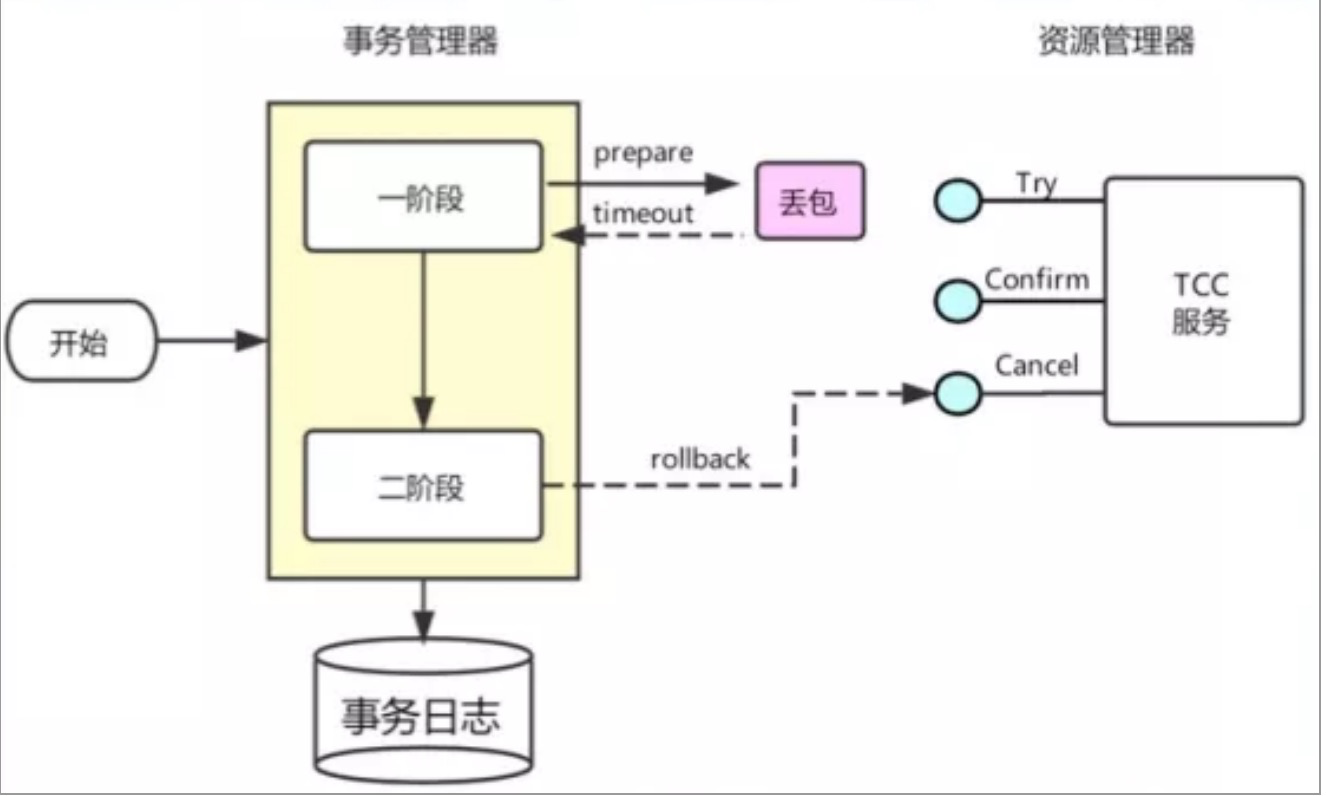 事务管理器
资源管理器
一阶段
prepare
timeout
丢包
Try
Confirm
Cancel
TCC
服务
开始
二阶段
rollback
事务日志